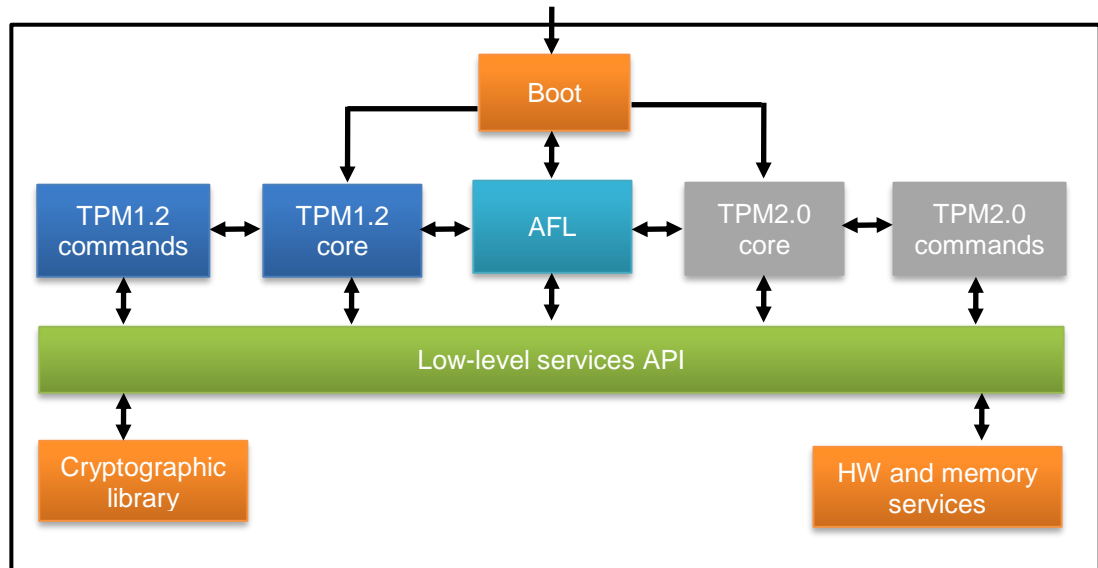 Boot
TPM1.2
commands
TPM1.2
core
AFL
TPM2.0
core
TPM2.0
commands
Low-level services API
Cryptographic
library
HW and memory
services